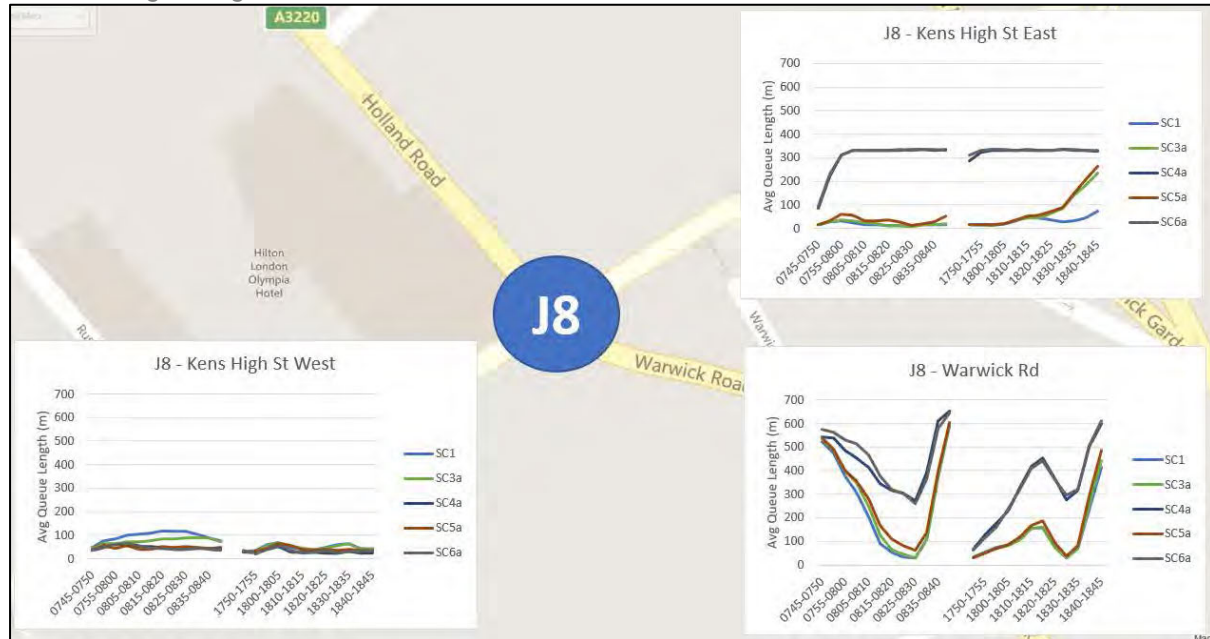 A3220
Holland Road
Hilton
London
Olympia
Hotel
J8
Warwick Road
J8 - Kens High St East
Avg Queue Length (m)
700
600
500
400
300
200
100
0
0745-0750
0755-0800
0805-0810
0815-0820
0825-0830
0835-0840
1750-1755
1800-1805
1810-1815
1820-1825
1830-1835
1840-1845
SC1
SC3a
SC4a
SC5a
SC6a
J8 - Kens High St West
Avg Queue Length (m)
700
600
500
400
300
200
100
0
0745-0750
0755-0800
0805-0810
0815-0820
0825-0830
0835-0840
1750-1755
1800-1805
1810-1815
1820-1825
1830-1835
1840-1845
SC1
SC3a
SC4a
SC5a
SC6a
J8 - Warwick Rd
Avg Queue Length (m)
700
600
500
400
300
200
100
0
0745-0750
0755-0800
0805-0810
0815-0820
0825-0830
0835-0840
1750-1755
1800-1805
1810-1815
1820-1825
1830-1835
1840-1845
SC1
SC3a
SC4a
SC5a
SC6a